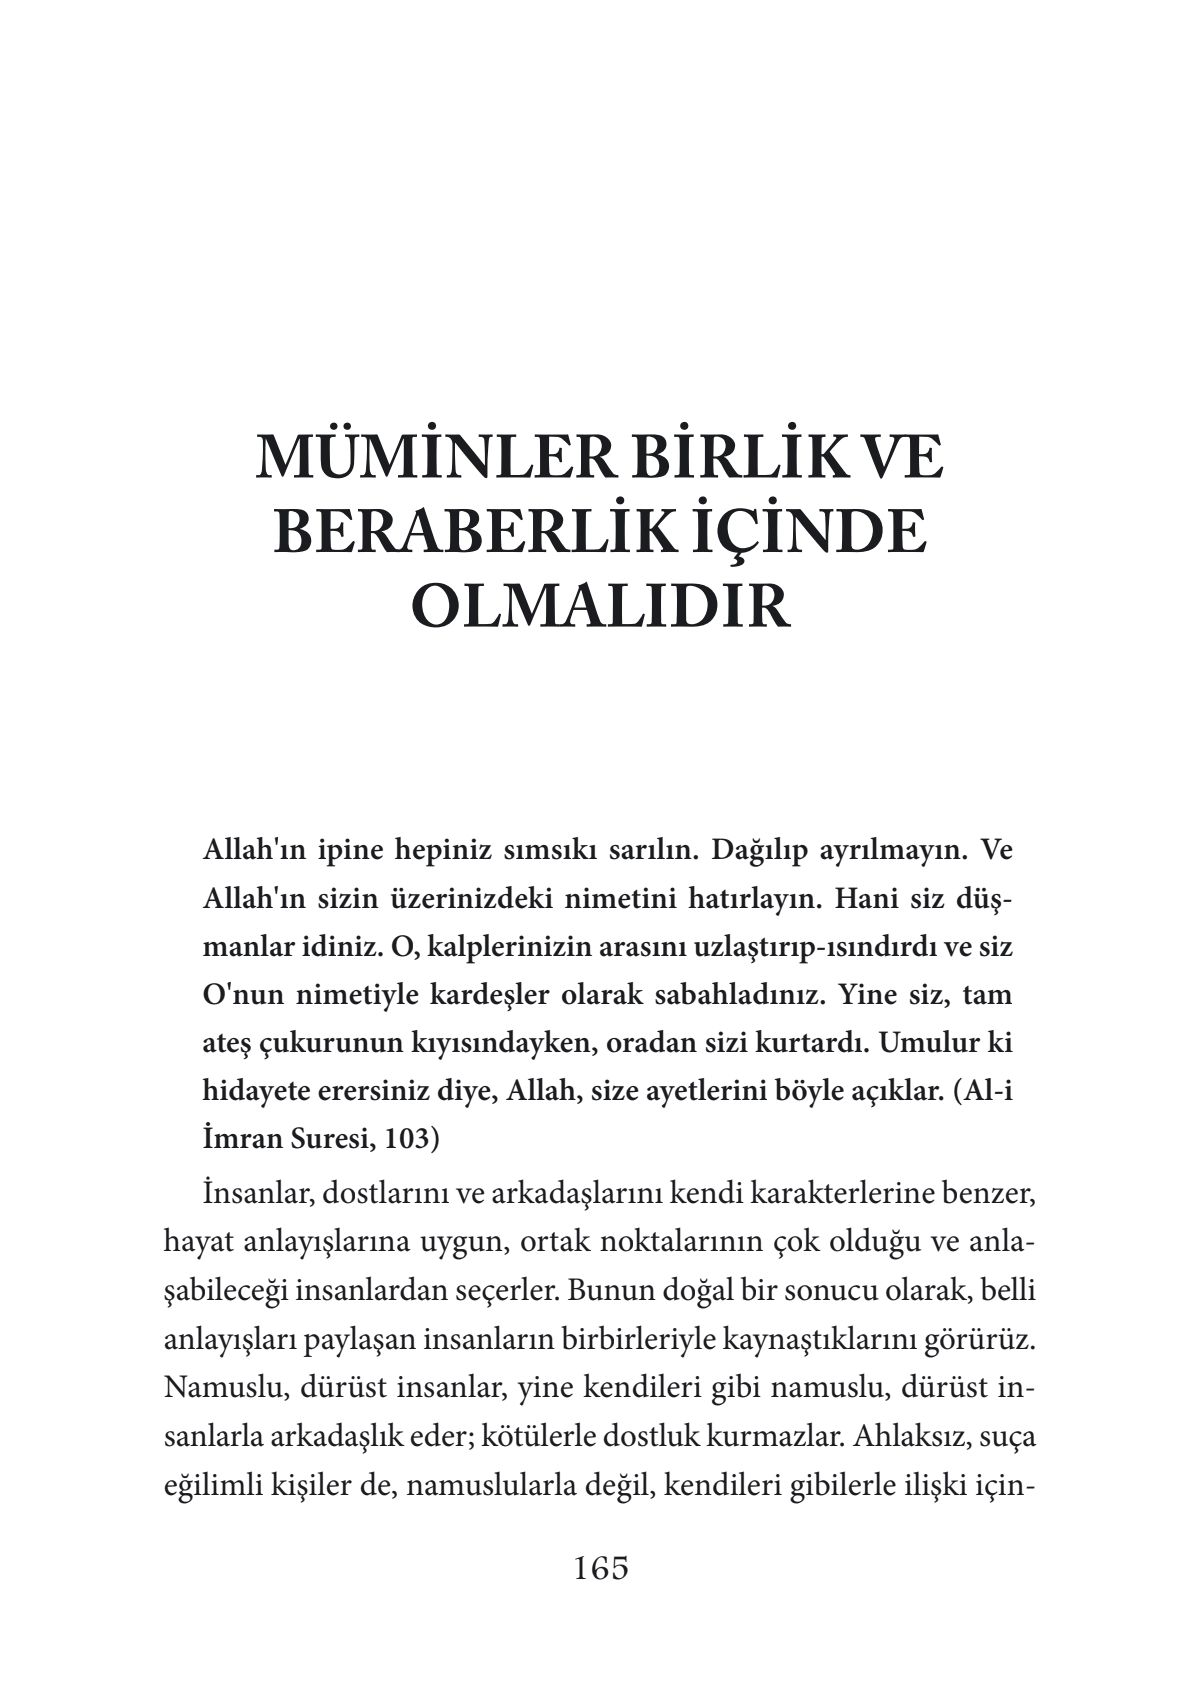 MÜMİNLER BİRLİK VE
BERABERLİK İÇİNDE
OLMALIDIR
Allah'ın ipine hepiniz sımsıkı sarılın. Dağılıp ayrılmayın. Ve
Allah'ın sizin üzerinizdeki nimetini hatırlayın. Hani siz düş-
manlar idiniz. O, kalplerinizin arasını uzlaştırıp-ısındırdı ve siz
O'nun nimetiyle kardeşler olarak sabahladınız. Yine siz, tam
ateş çukurunun kıyısındayken, oradan sizi kurtardı. Umulur ki
hidayete erersiniz diye, Allah, size ayetlerini böyle açıklar. (Al-i
İmran Suresi, 103)
İnsanlar, dostlarını ve arkadaşlarını kendi karakterlerine benzer,
hayat anlayışlarına uygun, ortak noktalarının çok olduğu ve anla-
şabileceği insanlardan seçerler. Bunun doğal bir sonucu olarak, belli
anlayışları paylaşan insanların birbirleriyle kaynaştıklarını görürüz.
Namuslu, dürüst insanlar, yine kendileri gibi namuslu, dürüst in-
sanlarla arkadaşlık eder; kötülerle dostluk kurmazlar. Ahlaksız, suça
eğilimli kişiler de, namuslularla değil, kendileri gibilerle ilişki için-
165